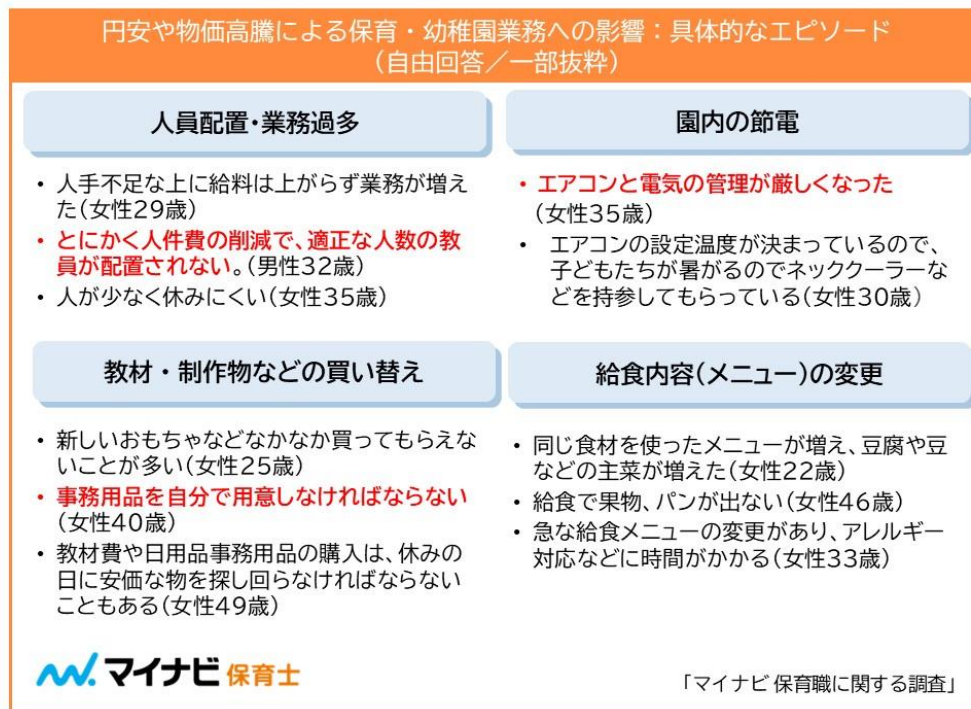 円安や物価高騰による保育・幼稚園業務への影響：具体的なエピソード
（自由回答／一部抜粋）
人員配置・業務過多
・人手不足な上に給料は上がらず業務が増え
た（女性29歳）
・とにかく人件費の削減で、適正な人数の教
員が配置されない。（男性32歳）
・人が少なく休みにくい（女性35歳）
園内の節電
・エアコンと電気の管理が厳しくなった
（女性35歳）
・エアコンの設定温度が決まっているので、
子どもたちが暑がるのでネッククーラーな
どを持参してもらっている（女性30歳）
教材・制作物などの買い替え
・新しいおもちゃなどなかなか買ってもらえな
いことが多い（女性25歳）
・事務用品を自分で用意しなければならない
（女性40歳）
・教材費や日用品事務用品の購入は、休みの
日に安価な物を探し回らなければならない
こともある（女性49歳）
給食内容（メニュー）の変更
・同じ食材を使ったメニューが増え、豆腐や豆
などの主菜が増えた（女性22歳）
・給食で果物、パンが出ない（女性46歳）
・急な給食メニューの変更があり、アレルギー
対応などに時間がかかる（女性33歳）
マイナビ 保育士
「マイナビ 保育職に関する調査」